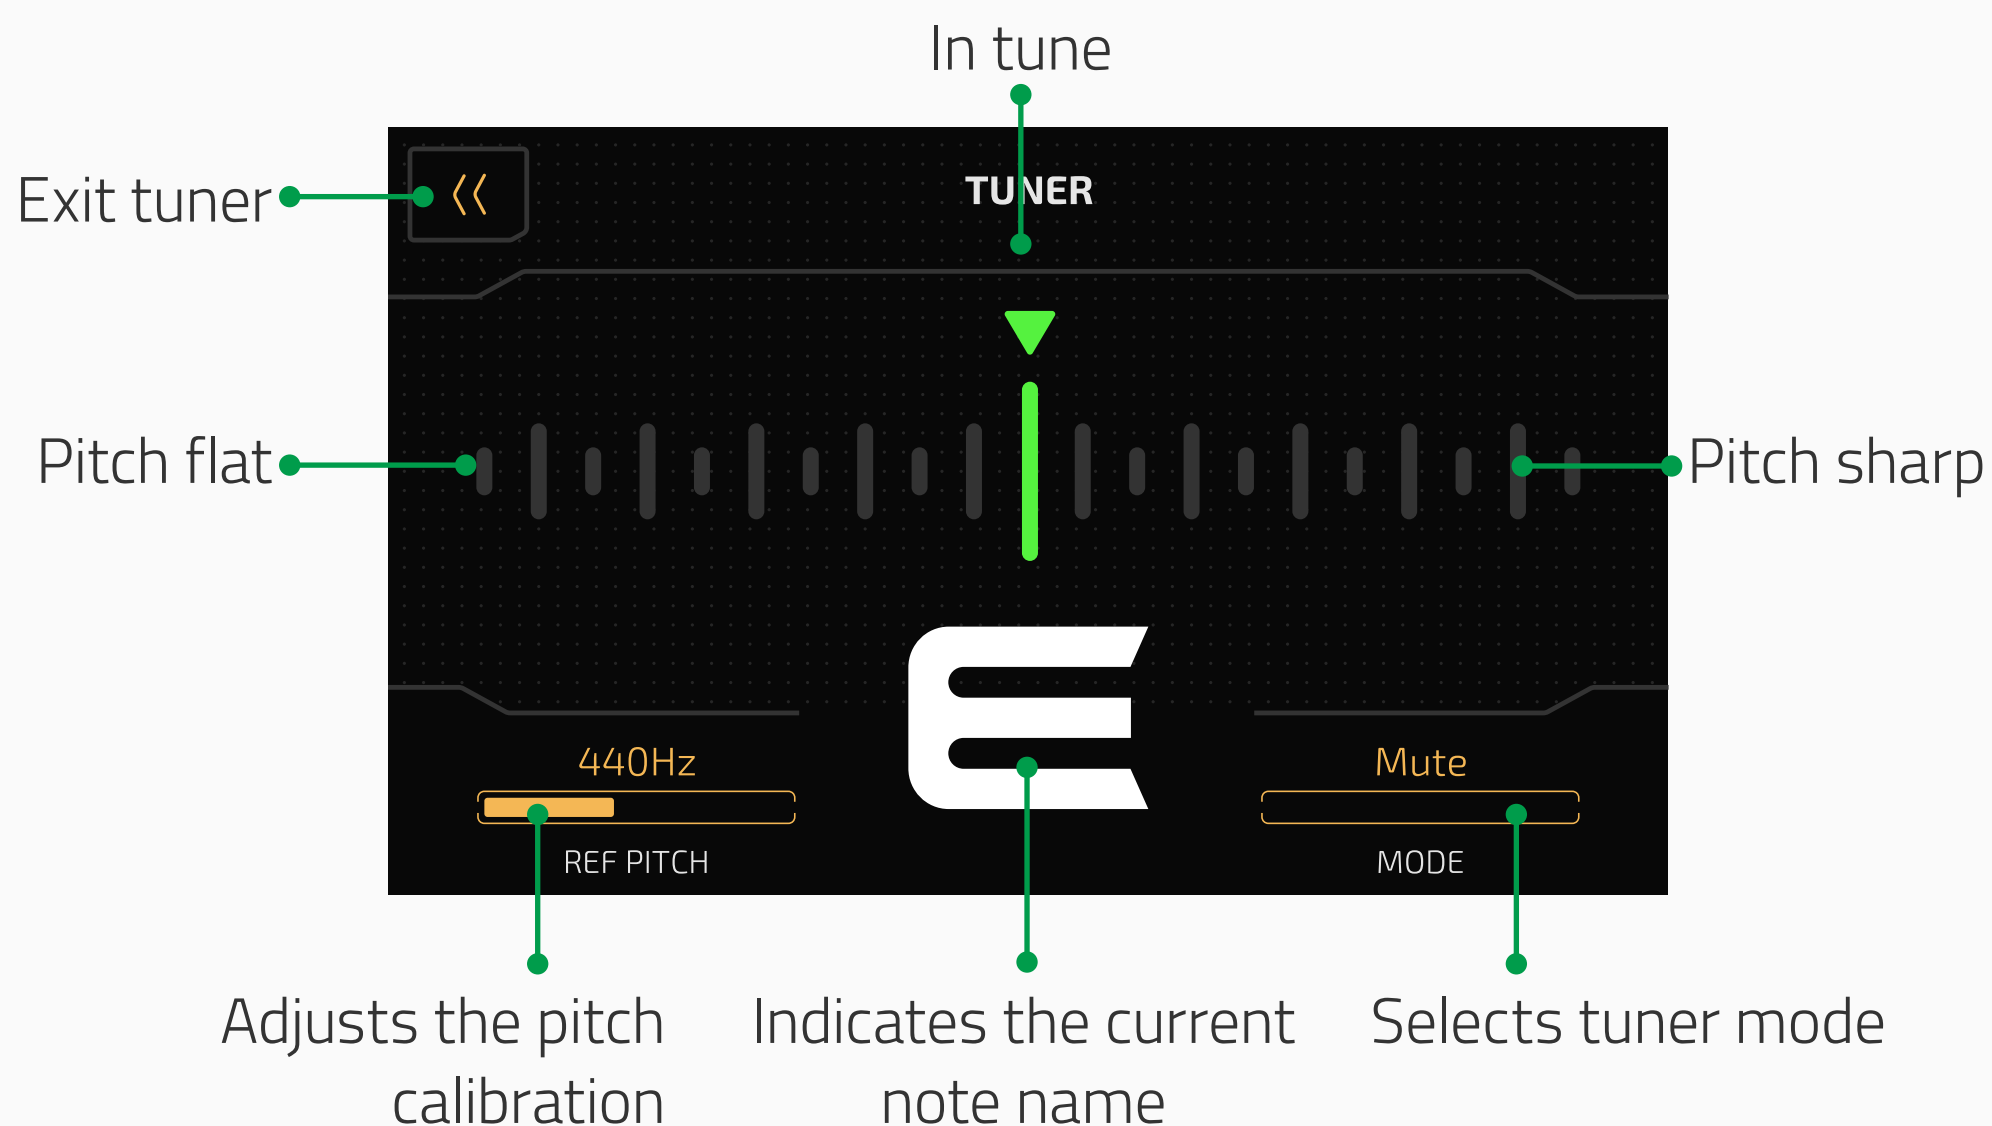 In tune
Exit tuner
TUNER
Pitch flat
Pitch sharp
E
440Hz
Mute
REF PITCH
MODE
Adjusts the pitch
calibration
Indicates the current
note name
Selects tuner mode